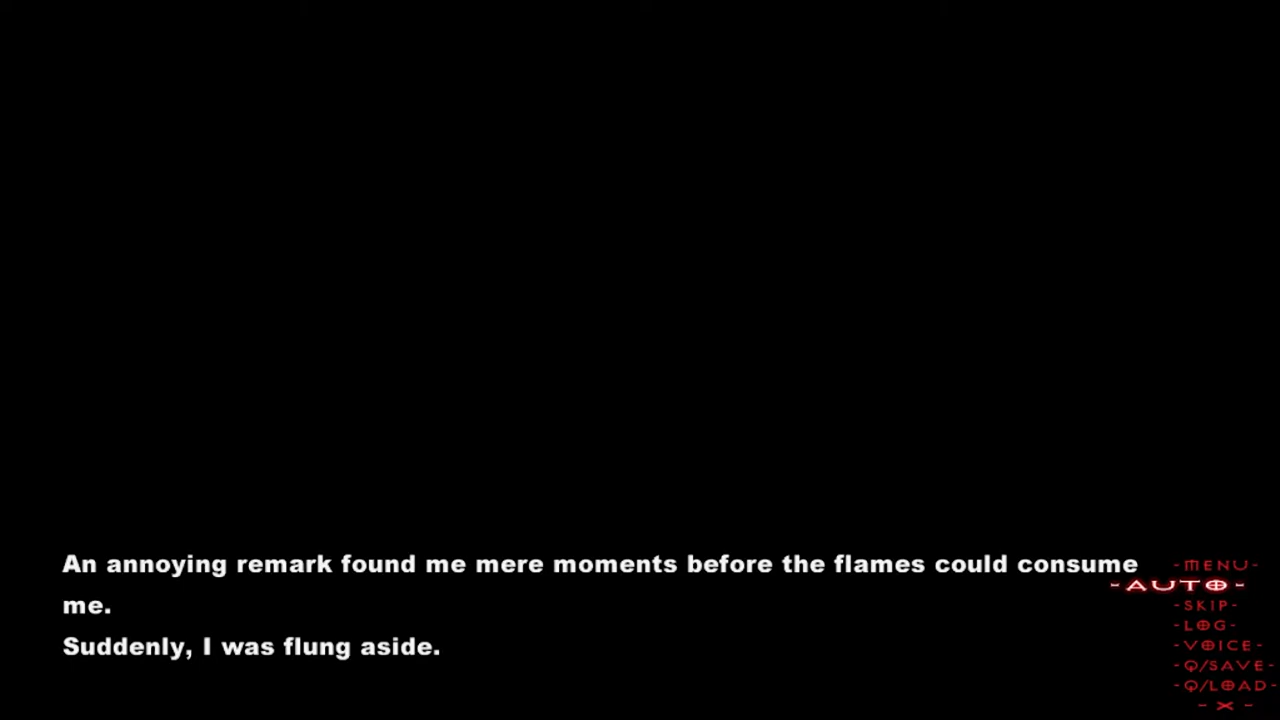 An annoying remark found me mere moments before the flames could consume
me.
Suddenly, I was flung aside.
-MENU-
-AUTO-
-SKIP-
-LOG-
-VOICE-
-Q/SAVE-
-Q/LOAD-
-X-